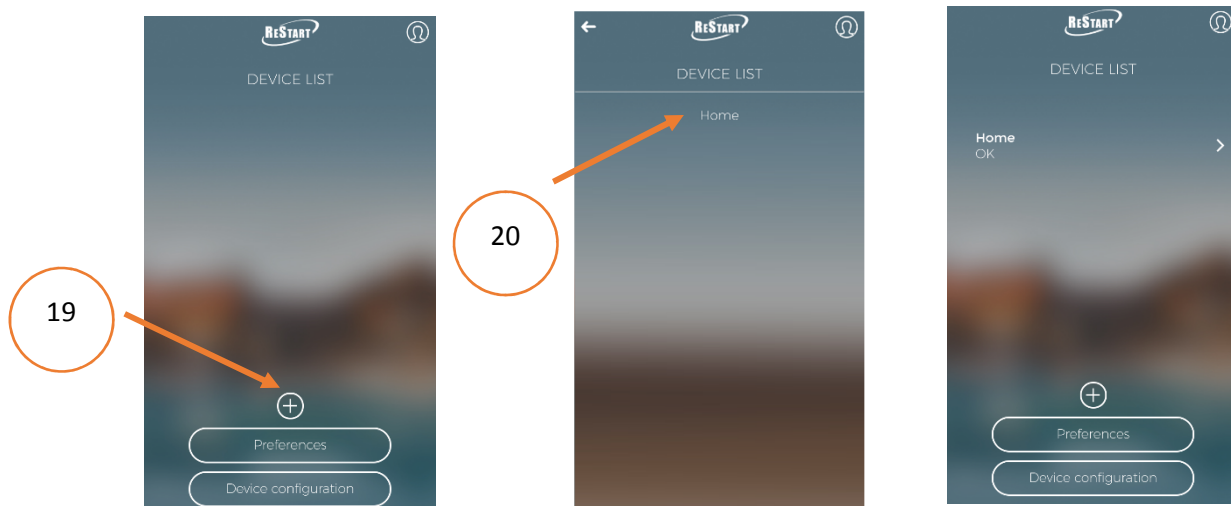 RESTART
DEVICE LIST
19
Preferences
Device configuration
RESTART
DEVICE LIST
Home
20
RESTART
DEVICE LIST
Home
OK
Preferences
Device configuration